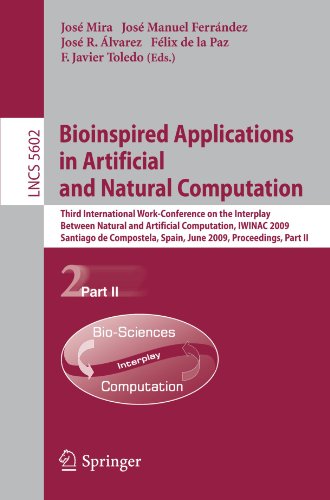 José Mira José Manuel Ferrández
José R. Álvarez Félix de la Paz
F. Javier Toledo (Eds.)
LNCS 5602
Bioinspired Applications
in Artificial
and Natural Computation
Third International Work-Conference on the Interplay
Between Natural and Artificial Computation, IWINAC 2009
Santiago de Compostela, Spain, June 2009, Proceedings, Part II
2 Part II
Bio-Sciences
Interplay
Computation
Springer